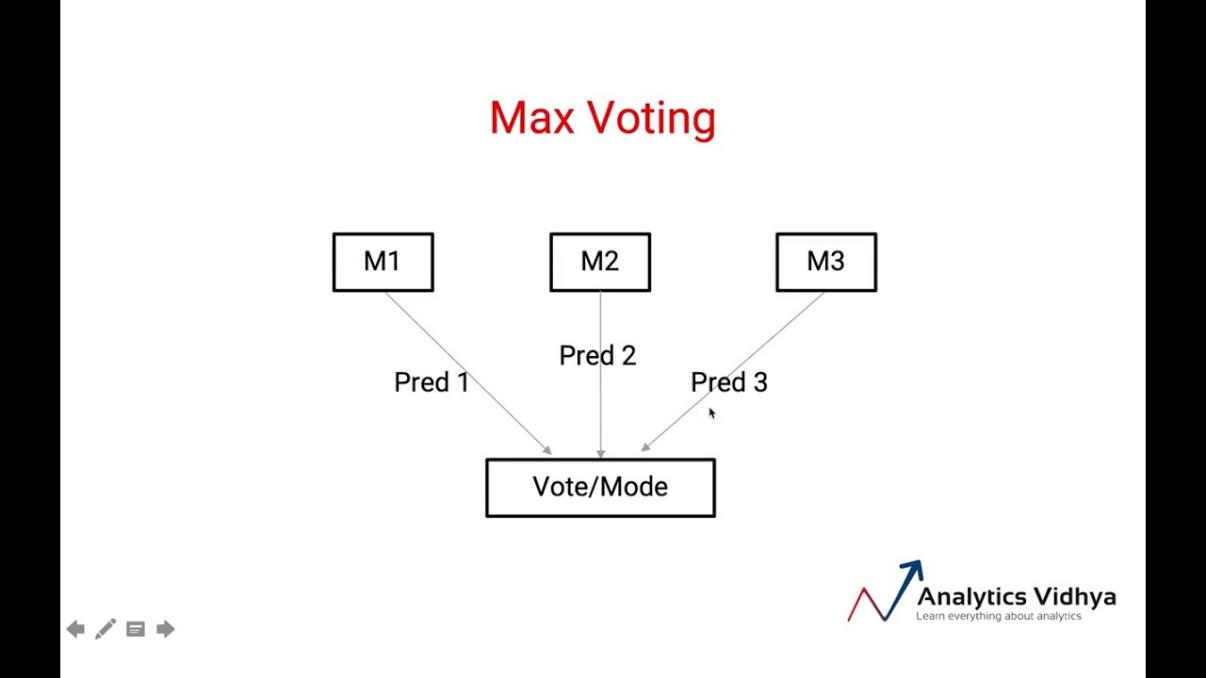 Max Voting
M1
M2
M3
Pred 1
Pred 2
Pred 3
Vote/Mode
Analytics Vidhya
Learn everything about analytics